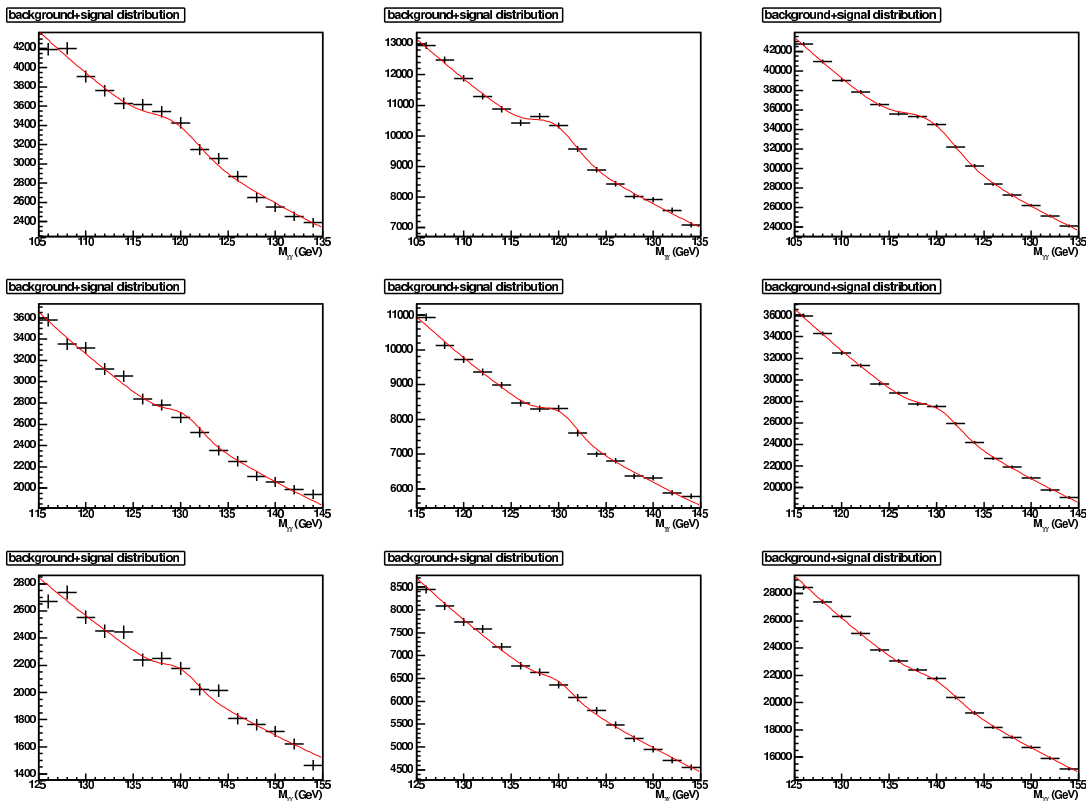 background+signal distribution
4200
4000
3800
3600
3400
3200
3000
2800
2600
2400
105 110 115 120 125 130 135
M_γγ (GeV)
background+signal distribution
13000
12000
11000
10000
9000
8000
7000
105 110 115 120 125 130 135
M_γγ (GeV)
background+signal distribution
42000
40000
38000
36000
34000
32000
30000
28000
26000
24000
105 110 115 120 125 130 135
M_γγ (GeV)
background+signal distribution
3600
3400
3200
3000
2800
2600
2400
2200
2000
115 120 125 130 135 140 145
M_γγ (GeV)
background+signal distribution
11000
10000
9000
8000
7000
6000
115 120 125 130 135 140 145
M_γγ (GeV)
background+signal distribution
36000
34000
32000
30000
28000
26000
24000
22000
20000
115 120 125 130 135 140 145
M_γγ (GeV)
background+signal distribution
2800
2600
2400
2200
2000
1800
1600
1400
125 130 135 140 145 150 155
M_γγ (GeV)
background+signal distribution
8500
8000
7500
7000
6500
6000
5500
5000
4500
125 130 135 140 145 150 155
M_γγ (GeV)
background+signal distribution
28000
26000
24000
22000
20000
18000
16000
125 130 135 140 145 150 155
M_γγ (GeV)